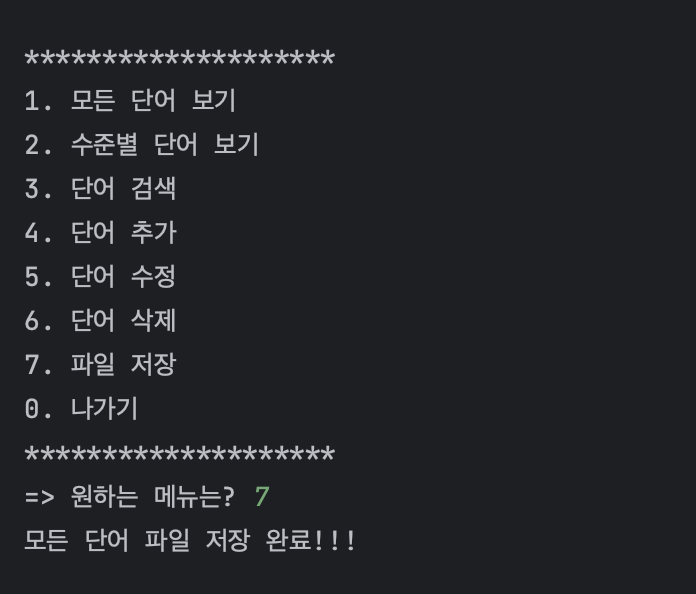 ********************
1. 모든 단어 보기
2. 수준별 단어 보기
3. 단어 검색
4. 단어 추가
5. 단어 수정
6. 단어 삭제
7. 파일 저장
0. 나가기
********************
=> 원하는 메뉴는? 7
모든 단어 파일 저장 완료!!!